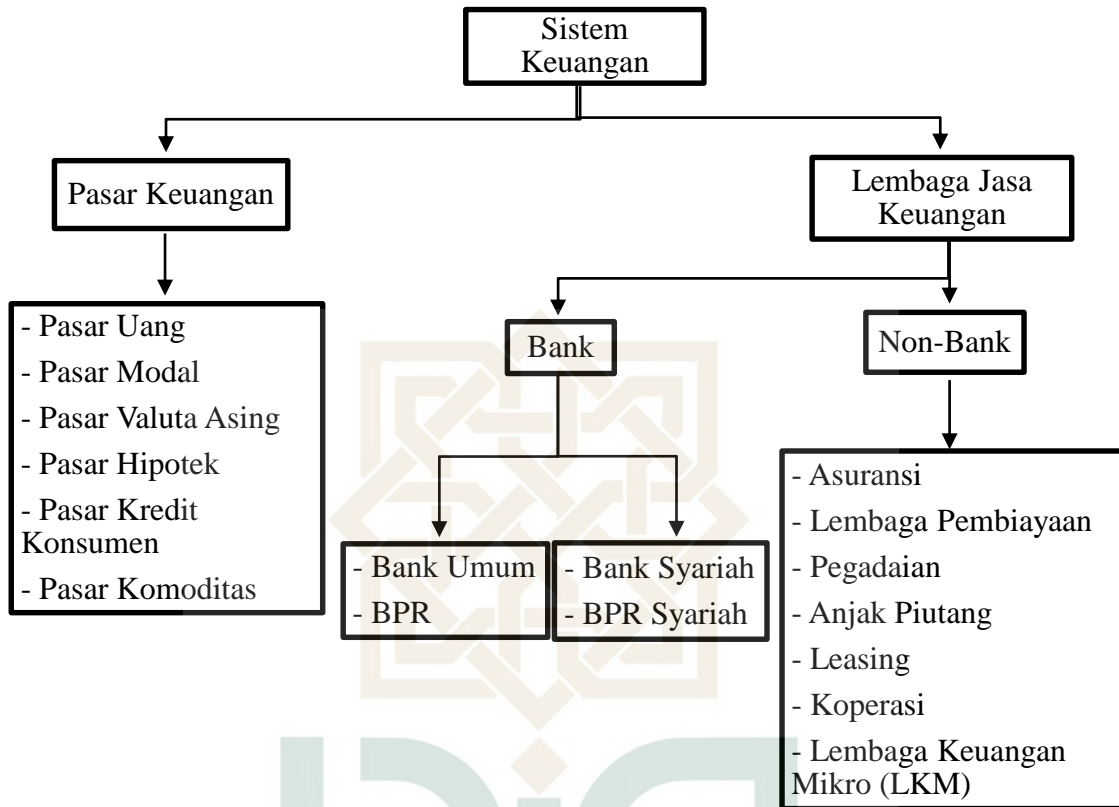 Sistem
Keuangan
Pasar Keuangan
Lembaga Jasa
Keuangan
- Pasar Uang
- Pasar Modal
- Pasar Valuta Asing
- Pasar Hipotek
- Pasar Kredit
Konsumen
- Pasar Komoditas
Bank
Non-Bank
- Bank Umum
- BPR
- Bank Syariah
- BPR Syariah
- Asuransi
- Lembaga Pembiayaan
- Pegadaian
- Anjak Piutang
- Leasing
- Koperasi
- Lembaga Keuangan
Mikro (LKM)